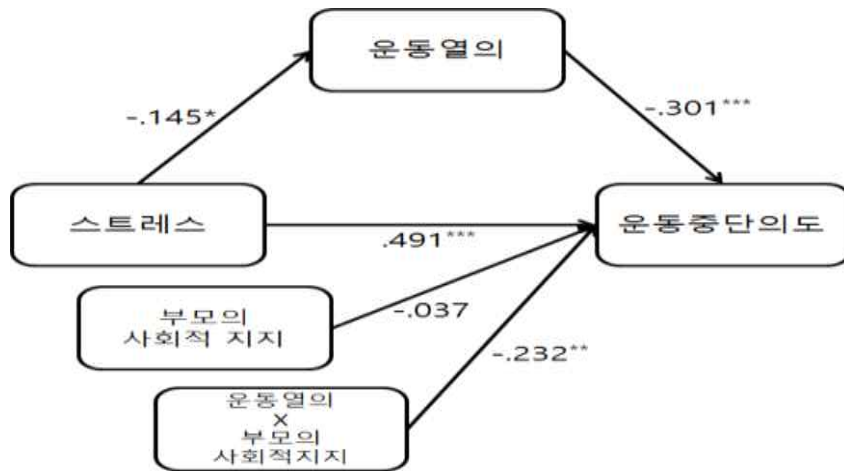 운동열의
-.145*
-.301***
스트레스
.491***
운동중단의도
부모의
사회적 지지
-.037
-.232**
운동열의
X
부모의
사회적지지